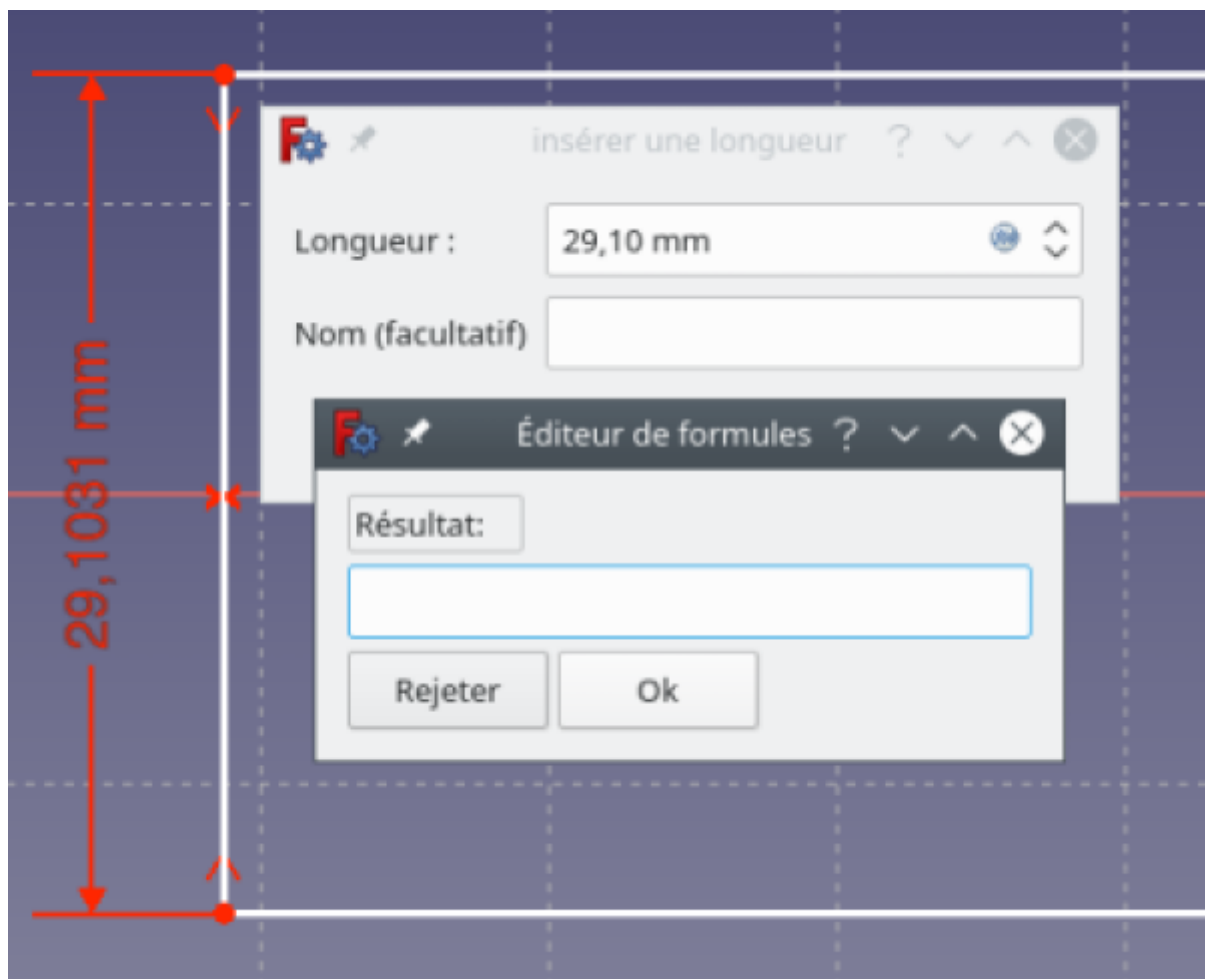 insérer une longueur ?
Longueur :
29,10 mm
Nom (facultatif)
29,1031 mm
Éditeur de formules ?
Résultat:
Rejeter
Ok